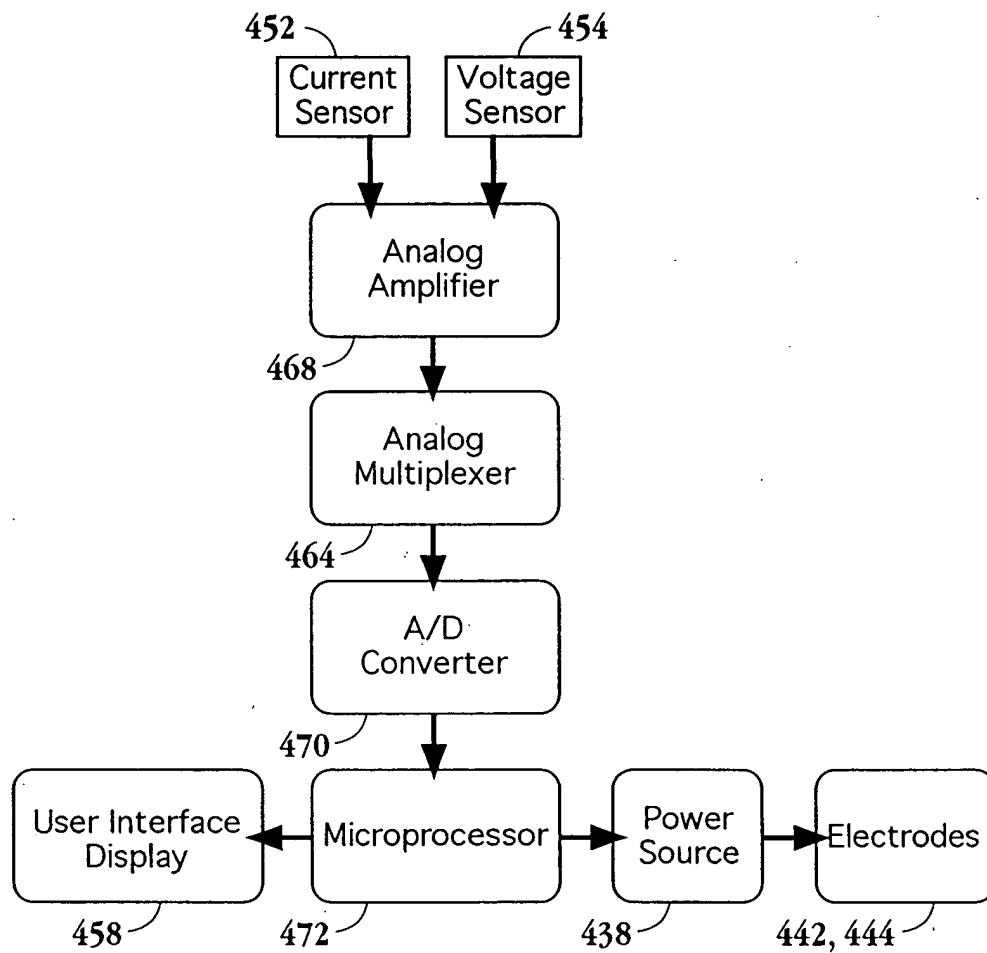 452
454
Current
Sensor
Voltage
Sensor
Analog
Amplifier
468
Analog
Multiplexer
464
A/D
Converter
470
User Interface
Display
Microprocessor
Power
Source
Electrodes
458
472
438
442, 444